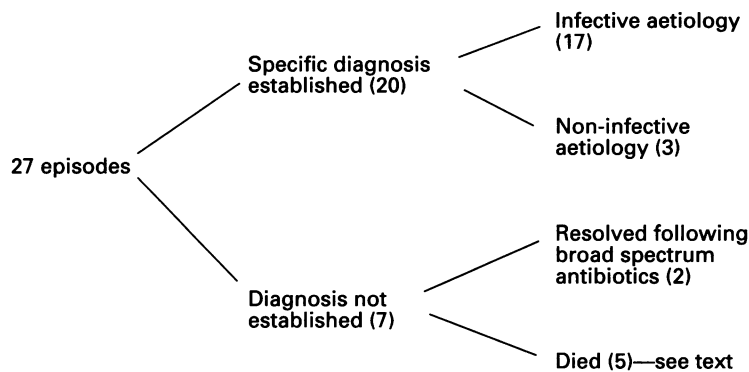 27 episodes
Specific diagnosis
established (20)
Infective aetiology
(17)
Non-infective
aetiology (3)
Diagnosis not
established (7)
Resolved following
broad spectrum
antibiotics (2)
Died (5)—see text